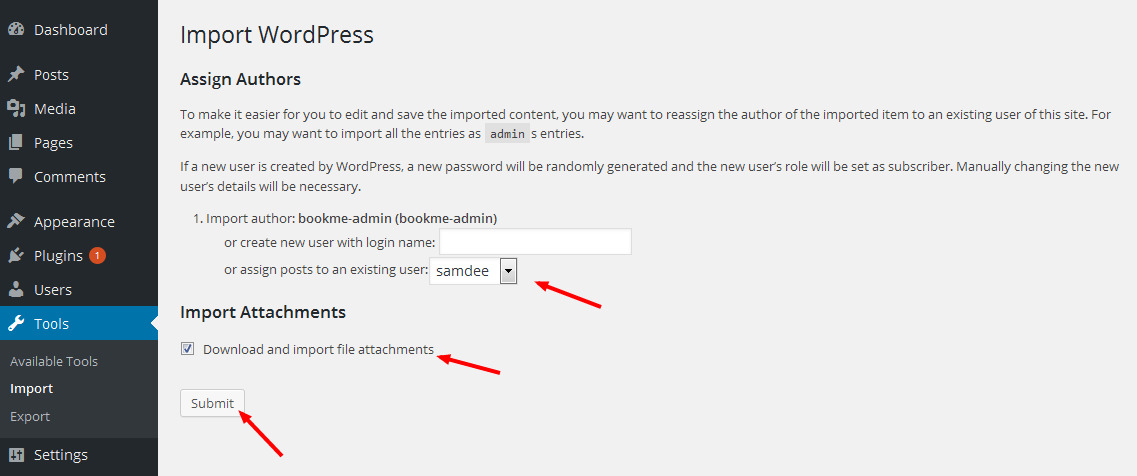 Dashboard
Posts
Media
Pages
Comments
Appearance
Plugins 1
Users
Tools
Available Tools
Import
Export
Settings
Import WordPress
Assign Authors
To make it easier for you to edit and save the imported content, you may want to reassign the author of the imported item to an existing user of this site. For
example, you may want to import all the entries as admin s entries.
If a new user is created by WordPress, a new password will be randomly generated and the new user's role will be set as subscriber. Manually changing the new
user's details will be necessary.
1. Import author: bookme-admin (bookme-admin)
or create new user with login name:
or assign posts to an existing user: samdee
Import Attachments
Download and import file attachments
Submit